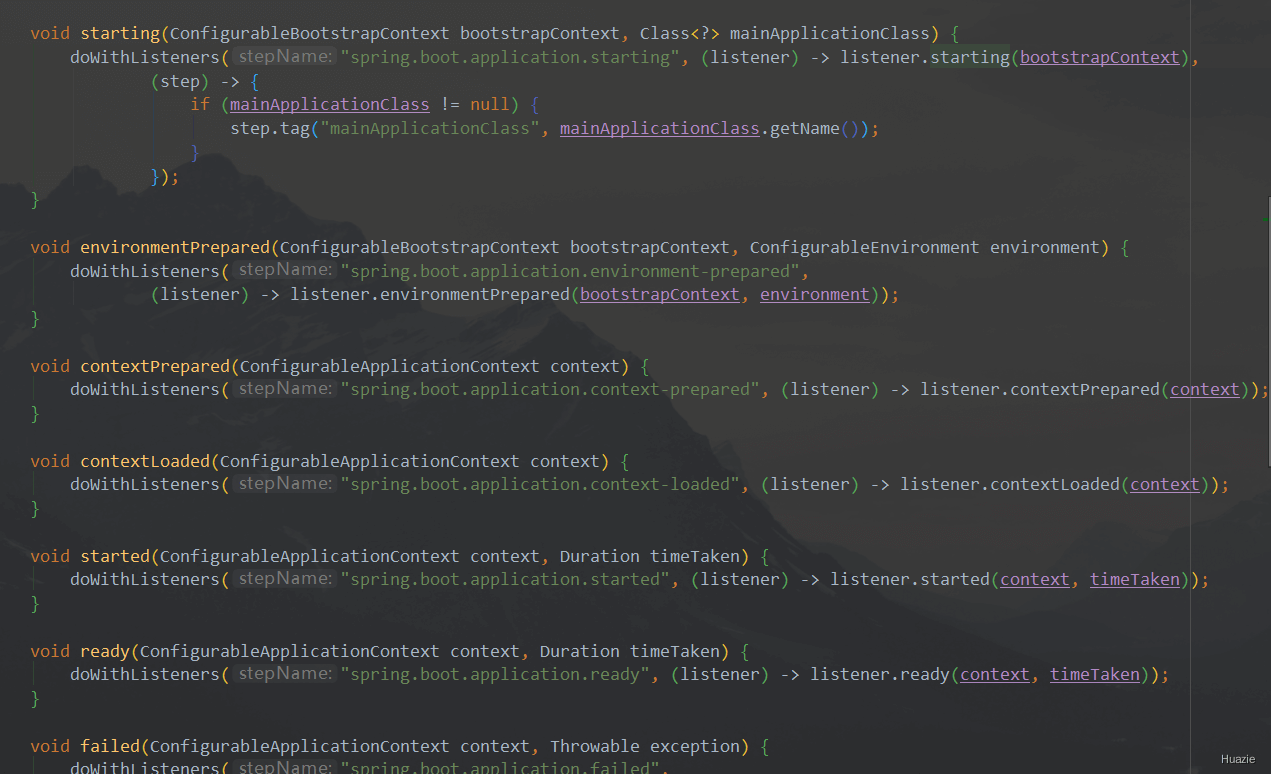 void starting(ConfigurableBootstrapContext bootstrapContext, Class<?> mainApplicationClass) {
    doWithListeners( stepName: "spring.boot.application.starting", (listener) -> listener.starting(bootstrapContext),
            (step) -> {
                if (mainApplicationClass != null) {
                    step.tag("mainApplicationClass", mainApplicationClass.getName());
                }
            });
}

void environmentPrepared(ConfigurableBootstrapContext bootstrapContext, ConfigurableEnvironment environment) {
    doWithListeners( stepName: "spring.boot.application.environment-prepared",
            (listener) -> listener.environmentPrepared(bootstrapContext, environment));
}

void contextPrepared(ConfigurableApplicationContext context) {
    doWithListeners( stepName: "spring.boot.application.context-prepared", (listener) -> listener.contextPrepared(context));
}

void contextLoaded(ConfigurableApplicationContext context) {
    doWithListeners( stepName: "spring.boot.application.context-loaded", (listener) -> listener.contextLoaded(context));
}

void started(ConfigurableApplicationContext context, Duration timeTaken) {
    doWithListeners( stepName: "spring.boot.application.started", (listener) -> listener.started(context, timeTaken));
}

void ready(ConfigurableApplicationContext context, Duration timeTaken) {
    doWithListeners( stepName: "spring.boot.application.ready", (listener) -> listener.ready(context, timeTaken));
}

void failed(ConfigurableApplicationContext context, Throwable exception) {
    doWithListeners( stepName: "spring.boot.application.failed",
Huazie